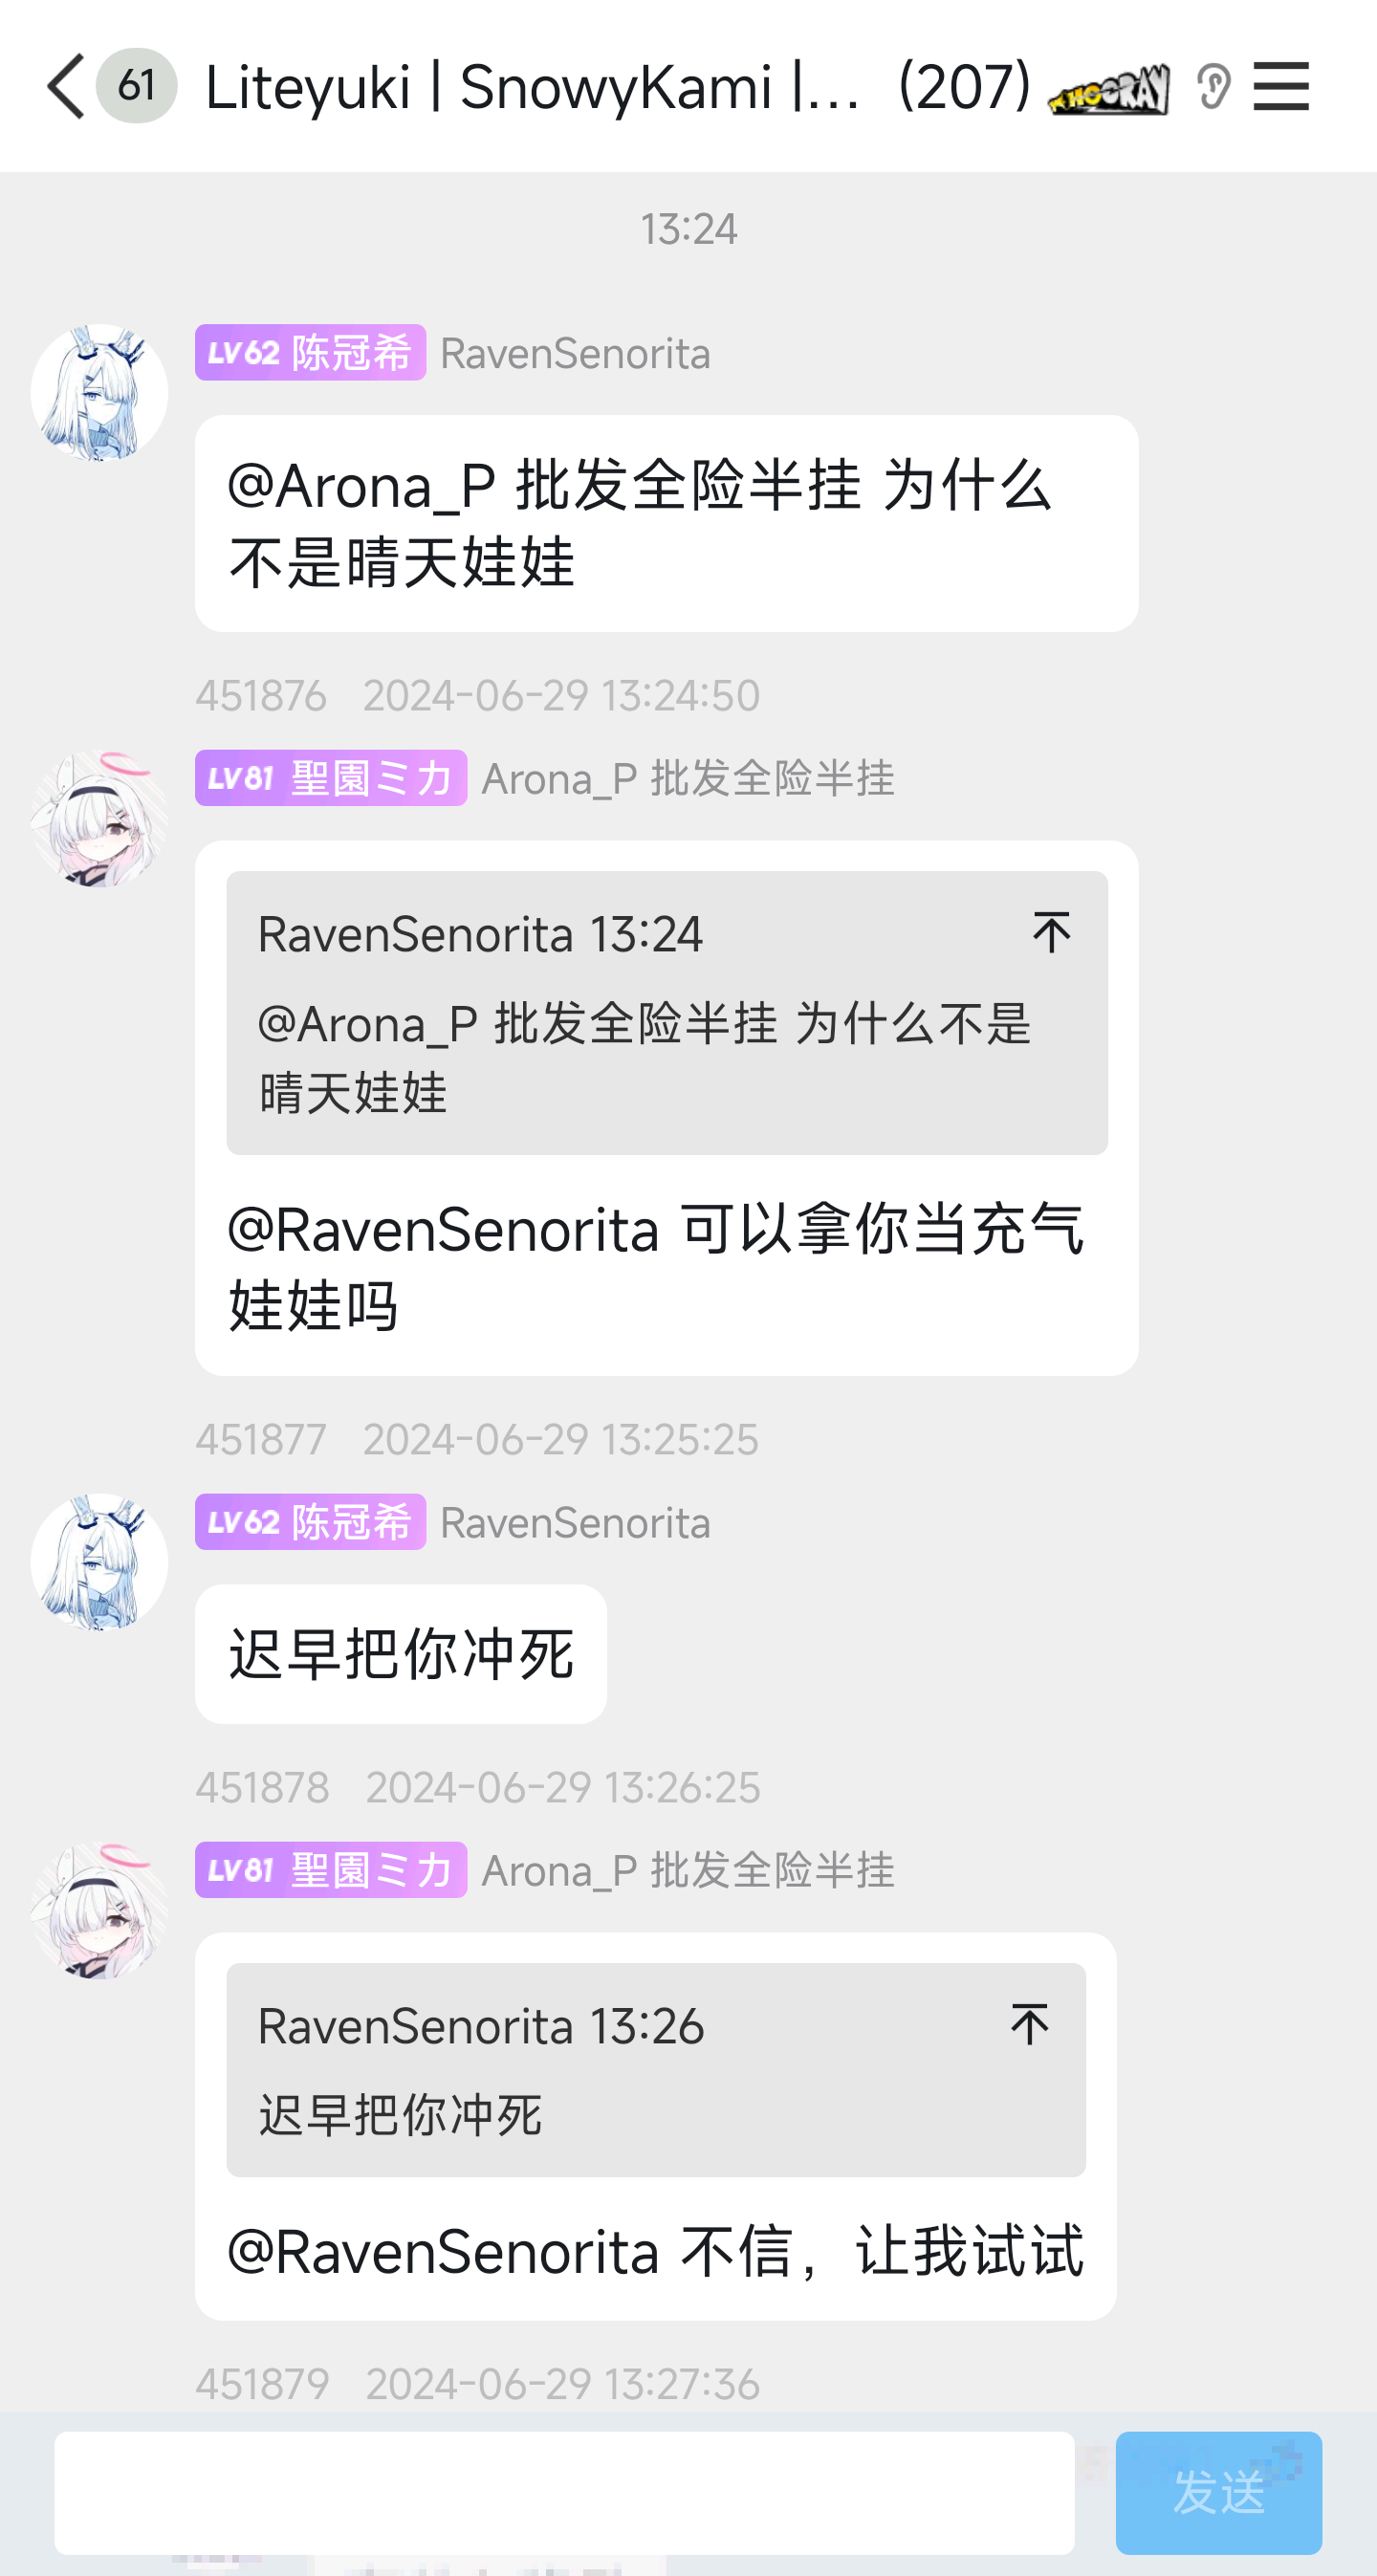 61 Liteyuki | SnowyKami |... (207) HOORAY
13:24
LV62 陈冠希 RavenSenorita
@Arona_P 批发全险半挂 为什么
不是晴天娃娃
451876 2024-06-29 13:24:50
LV81 聖園ミカ Arona_P 批发全险半挂
RavenSenorita 13:24
@Arona_P 批发全险半挂 为什么不是
晴天娃娃
@RavenSenorita 可以拿你当充气
娃娃吗
451877 2024-06-29 13:25:25
LV62 陈冠希 RavenSenorita
迟早把你冲死
451878 2024-06-29 13:26:25
LV81 聖園ミカ Arona_P 批发全险半挂
RavenSenorita 13:26
迟早把你冲死
@RavenSenorita 不信，让我试试
451879 2024-06-29 13:27:36
发送